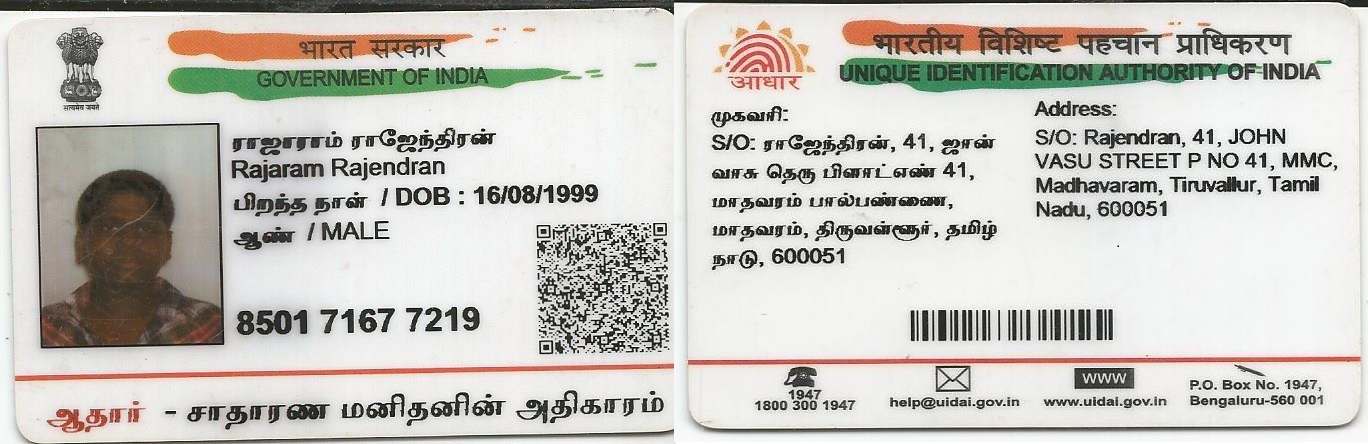 भारत सरकार
GOVERNMENT OF INDIA
सत्यमेव जयते
ராஜாராம் ராஜேந்திரன்
Rajaram Rajendran
பிறந்த நாள் / DOB : 16/08/1999
ஆண் / MALE
8501 7167 7219
ஆதார் - சாதாரண மனிதனின் அதிகாரம்
भारतीय विशिष्ट पहचान प्राधिकरण
UNIQUE IDENTIFICATION AUTHORITY OF INDIA
आधार
முகவரி:
S/O: ராஜேந்திரன், 41, ஜான்
வாசு தெரு பிளாட்எண் 41,
மாதவரம் பால்பண்ணை,
மாதவரம், திருவள்ளூர், தமிழ்
நாடு, 600051
Address:
S/O: Rajendran, 41, JOHN
VASU STREET P NO 41, MMC,
Madhavaram, Tiruvallur, Tamil
Nadu, 600051
1947
1800 300 1947
help@uidai.gov.in
www
www.uidai.gov.in
P.O. Box No. 1947,
Bengaluru-560 001